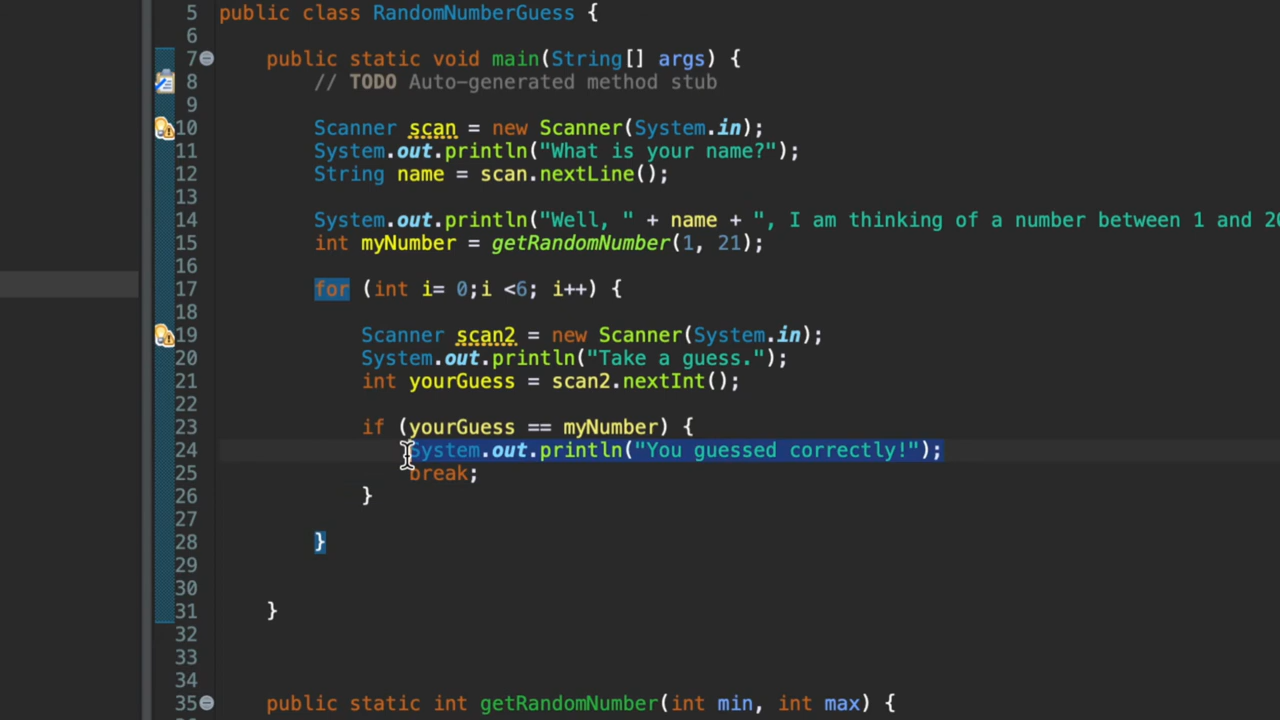 5 public class RandomNumberGuess {
6
7 public static void main(String[] args) {
8 // TODO Auto-generated method stub
9
10 Scanner scan = new Scanner(System.in);
11 System.out.println("What is your name?");
12 String name = scan.nextLine();
13
14 System.out.println("Well, " + name + ", I am thinking of a number between 1 and 20
15 int myNumber = getRandomNumber(1, 21);
16
17 for (int i= 0;i <6; i++) {
18
19 Scanner scan2 = new Scanner(System.in);
20 System.out.println("Take a guess.");
21 int yourGuess = scan2.nextInt();
22
23 if (yourGuess == myNumber) {
24 System.out.println("You guessed correctly!");
25 break;
26 }
27
28 }
29
30
31 }
32
33
34
35 public static int getRandomNumber(int min, int max) {